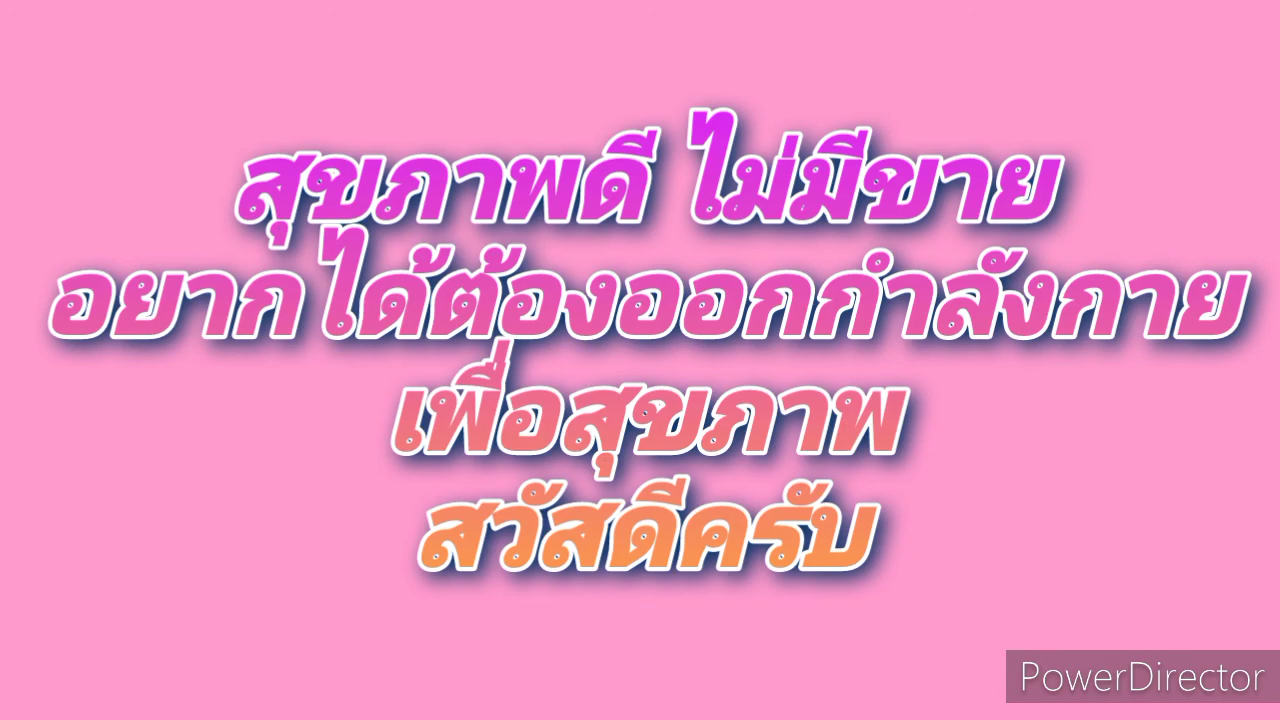 สุขภาพดี ไม่มีขาย
อยากได้ต้องออกกำลังกาย
เพื่อสุขภาพ
สวัสดีครับ
PowerDirector